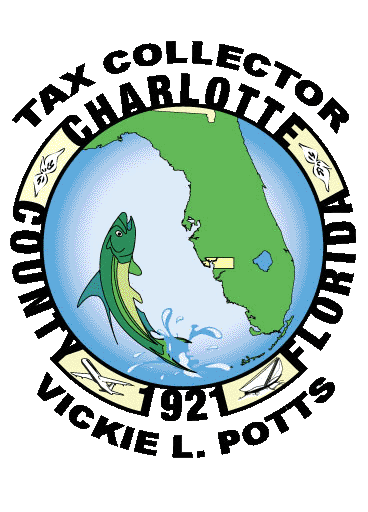 TAX COLLECTOR
CHARLOTTE
COUNTY
FLORIDA
1921
VICKIE L. POTTS